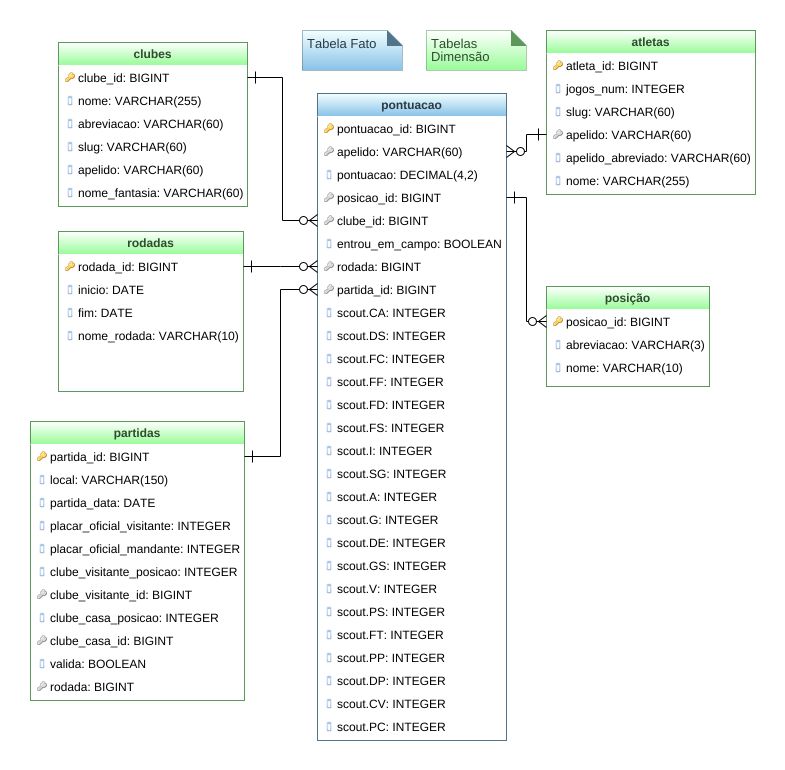 Tabela Fato
Tabelas
Dimensão
clubes
clube_id: BIGINT
nome: VARCHAR(255)
abreviacao: VARCHAR(60)
slug: VARCHAR(60)
apelido: VARCHAR(60)
nome_fantasia: VARCHAR(60)
rodadas
rodada_id: BIGINT
inicio: DATE
fim: DATE
nome_rodada: VARCHAR(10)
partidas
partida_id: BIGINT
local: VARCHAR(150)
partida_data: DATE
placar_oficial_visitante: INTEGER
placar_oficial_mandante: INTEGER
clube_visitante_posicao: INTEGER
clube_visitante_id: BIGINT
clube_casa_posicao: INTEGER
clube_casa_id: BIGINT
valida: BOOLEAN
rodada: BIGINT
pontuacao
pontuacao_id: BIGINT
apelido: VARCHAR(60)
pontuacao: DECIMAL(4,2)
posicao_id: BIGINT
clube_id: BIGINT
entrou_em_campo: BOOLEAN
rodada: BIGINT
partida_id: BIGINT
scout.CA: INTEGER
scout.DS: INTEGER
scout.FC: INTEGER
scout.FF: INTEGER
scout.FD: INTEGER
scout.FS: INTEGER
scout.I: INTEGER
scout.SG: INTEGER
scout.A: INTEGER
scout.G: INTEGER
scout.DE: INTEGER
scout.GS: INTEGER
scout.V: INTEGER
scout.PS: INTEGER
scout.FT: INTEGER
scout.PP: INTEGER
scout.DP: INTEGER
scout.CV: INTEGER
scout.PC: INTEGER
atletas
atleta_id: BIGINT
jogos_num: INTEGER
slug: VARCHAR(60)
apelido: VARCHAR(60)
apelido_abreviado: VARCHAR(60)
nome: VARCHAR(255)
posição
posicao_id: BIGINT
abreviacao: VARCHAR(3)
nome: VARCHAR(10)